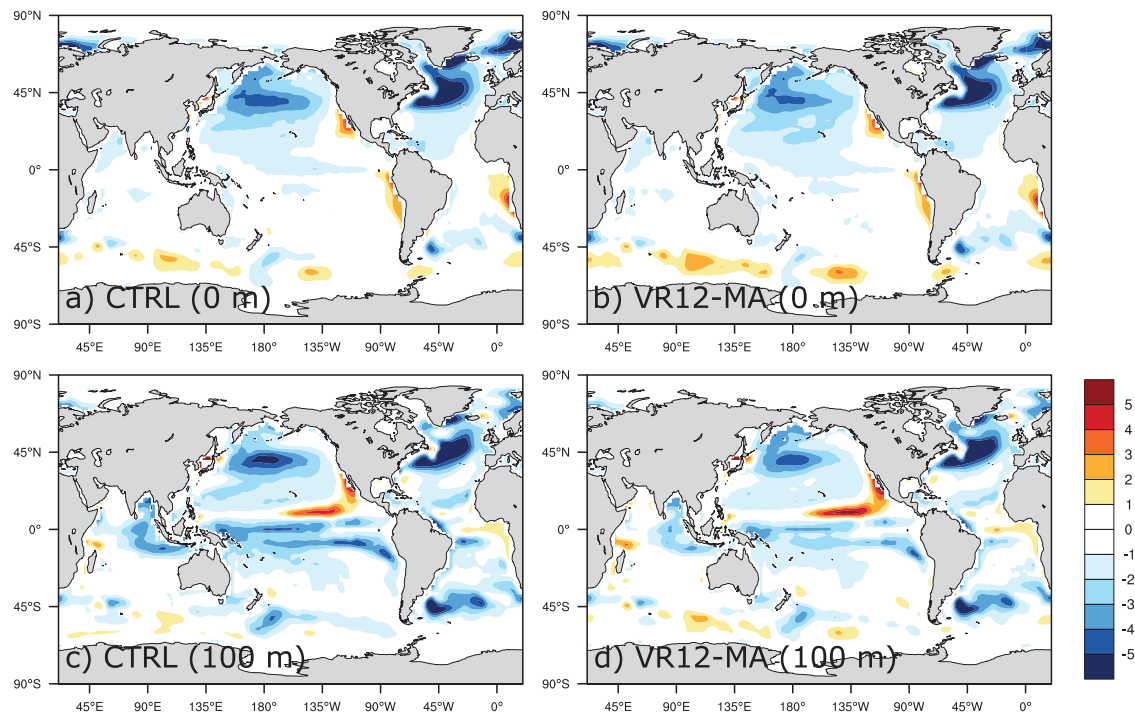 90°N
45°N
0°
45°S
90°S
a) CTRL (0 m)
45°E 90°E 135°E 180° 135°W 90°W 45°W 0°
90°N
45°N
0°
45°S
90°S
b) VR12-MA (0 m)
45°E 90°E 135°E 180° 135°W 90°W 45°W 0°
90°N
45°N
0°
45°S
90°S
c) CTRL (100 m)
45°E 90°E 135°E 180° 135°W 90°W 45°W 0°
90°N
45°N
0°
45°S
90°S
d) VR12-MA (100 m)
45°E 90°E 135°E 180° 135°W 90°W 45°W 0°
5
4
3
2
1
0
-1
-2
-3
-4
-5